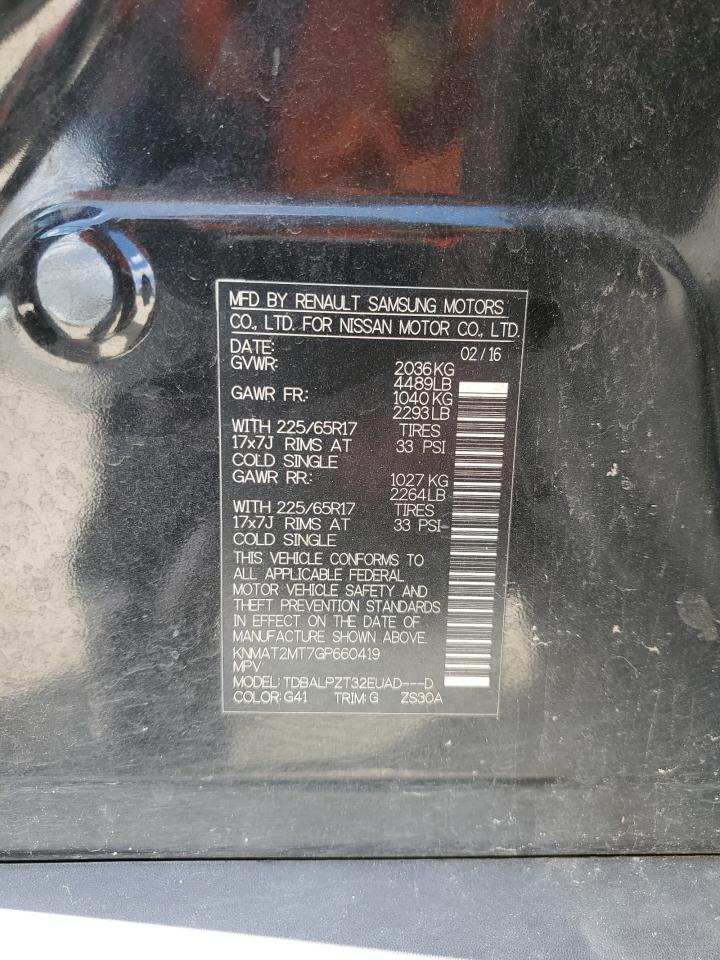 MFD BY RENAULT SAMSUNG MOTORS
CO., LTD. FOR NISSAN MOTOR CO., LTD.
DATE: 02/16
GVWR: 2036KG
4489LB
GAWR FR.: 1040KG
2293LB
WITH 225/65R17 TIRES
17x7J RIMS AT 33 PSI
COLD SINGLE
GAWR RR.: 1027 KG
2264LB
WITH 225/65R17 TIRES
17x7J RIMS AT 33 PSI
COLD SINGLE
THIS VEHICLE CONFORMS TO
ALL APPLICABLE FEDERAL
MOTOR VEHICLE SAFETY AND
THEFT PREVENTION STANDARDS
IN EFFECT ON THE DATE OF
MANUFACTURE SHOWN ABOVE.
KNMAT2MT7GP660419
MPV
MODEL: TDBALPZT32EUAD---D
COLOR: G41 TRIM: G ZS30A